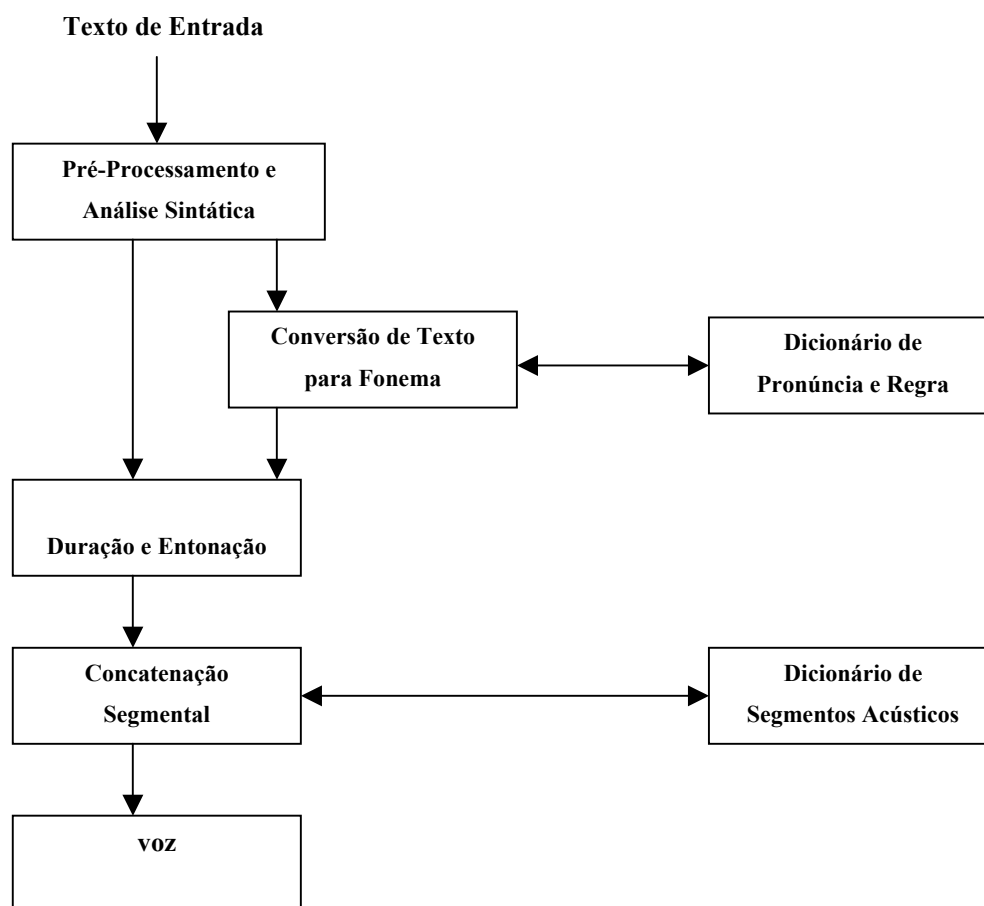 Texto de Entrada
Pré-Processamento e
Análise Sintática
Conversão de Texto
para Fonema
Dicionário de
Pronúncia e Regra
Duração e Entonação
Concatenação
Segmental
Dicionário de
Segmentos Acústicos
voz